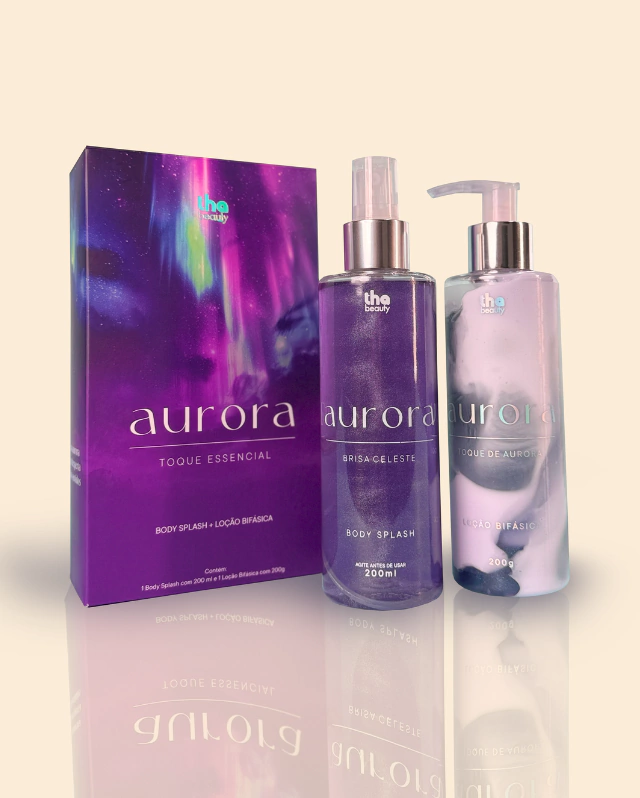 tha
beauty
aurora
TOQUE ESSENCIAL
BODY SPLASH + LOÇÃO BIFÁSICA
Contém:
1 Body Splash com 200 ml e 1 Loção Bifásica com 200g
tha
beauty
aurora
BRISA CELESTE
BODY SPLASH
AGITE ANTES DE USAR
200ml
tha
beauty
aurora
TOQUE DE AURORA
LOÇÃO BIFÁSICA
200g